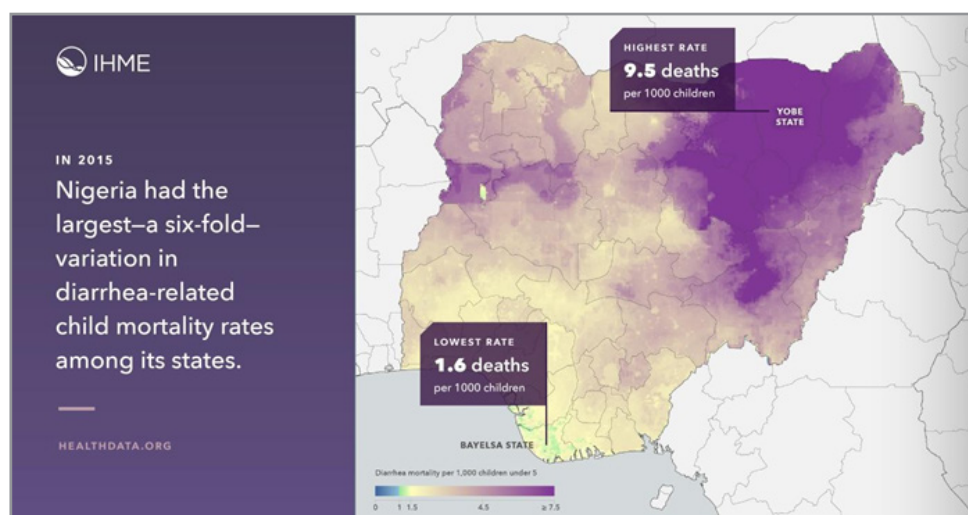 IHME
IN 2015
Nigeria had the
largest—a six-fold—
variation in
diarrhea-related
child mortality rates
among its states.
HEALTHDATA.ORG
HIGHEST RATE
9.5 deaths
per 1000 children
YOBE
STATE
LOWEST RATE
1.6 deaths
per 1000 children
BAYELSA STATE
Diarrhea mortality per 1,000 children under 5
0 1 1.5 4.5 ≥ 7.5